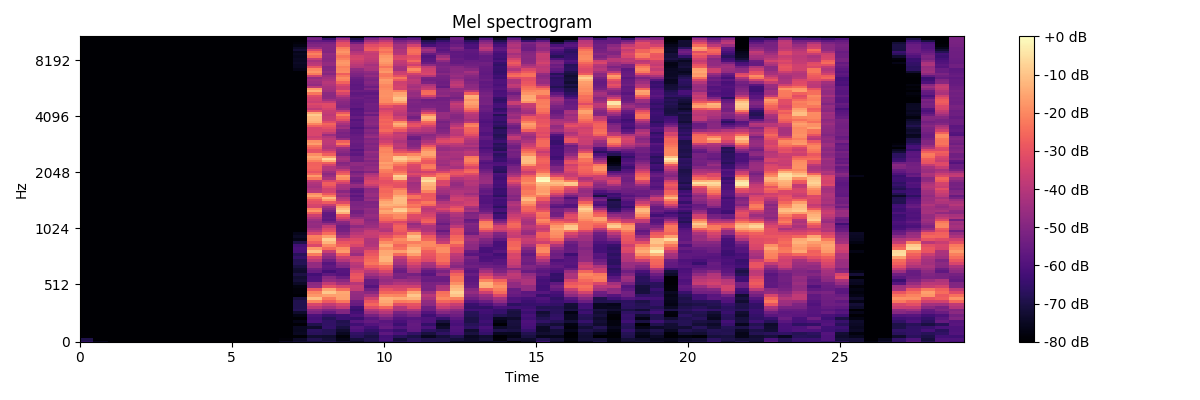 Mel spectrogram
+0 dB
8192
-10 dB
4096
-20 dB
-30 dB
2048
-40 dB
Hz
1024
-50 dB
512
-60 dB
-70 dB
0
-80 dB
0 5 10 15 20 25
Time